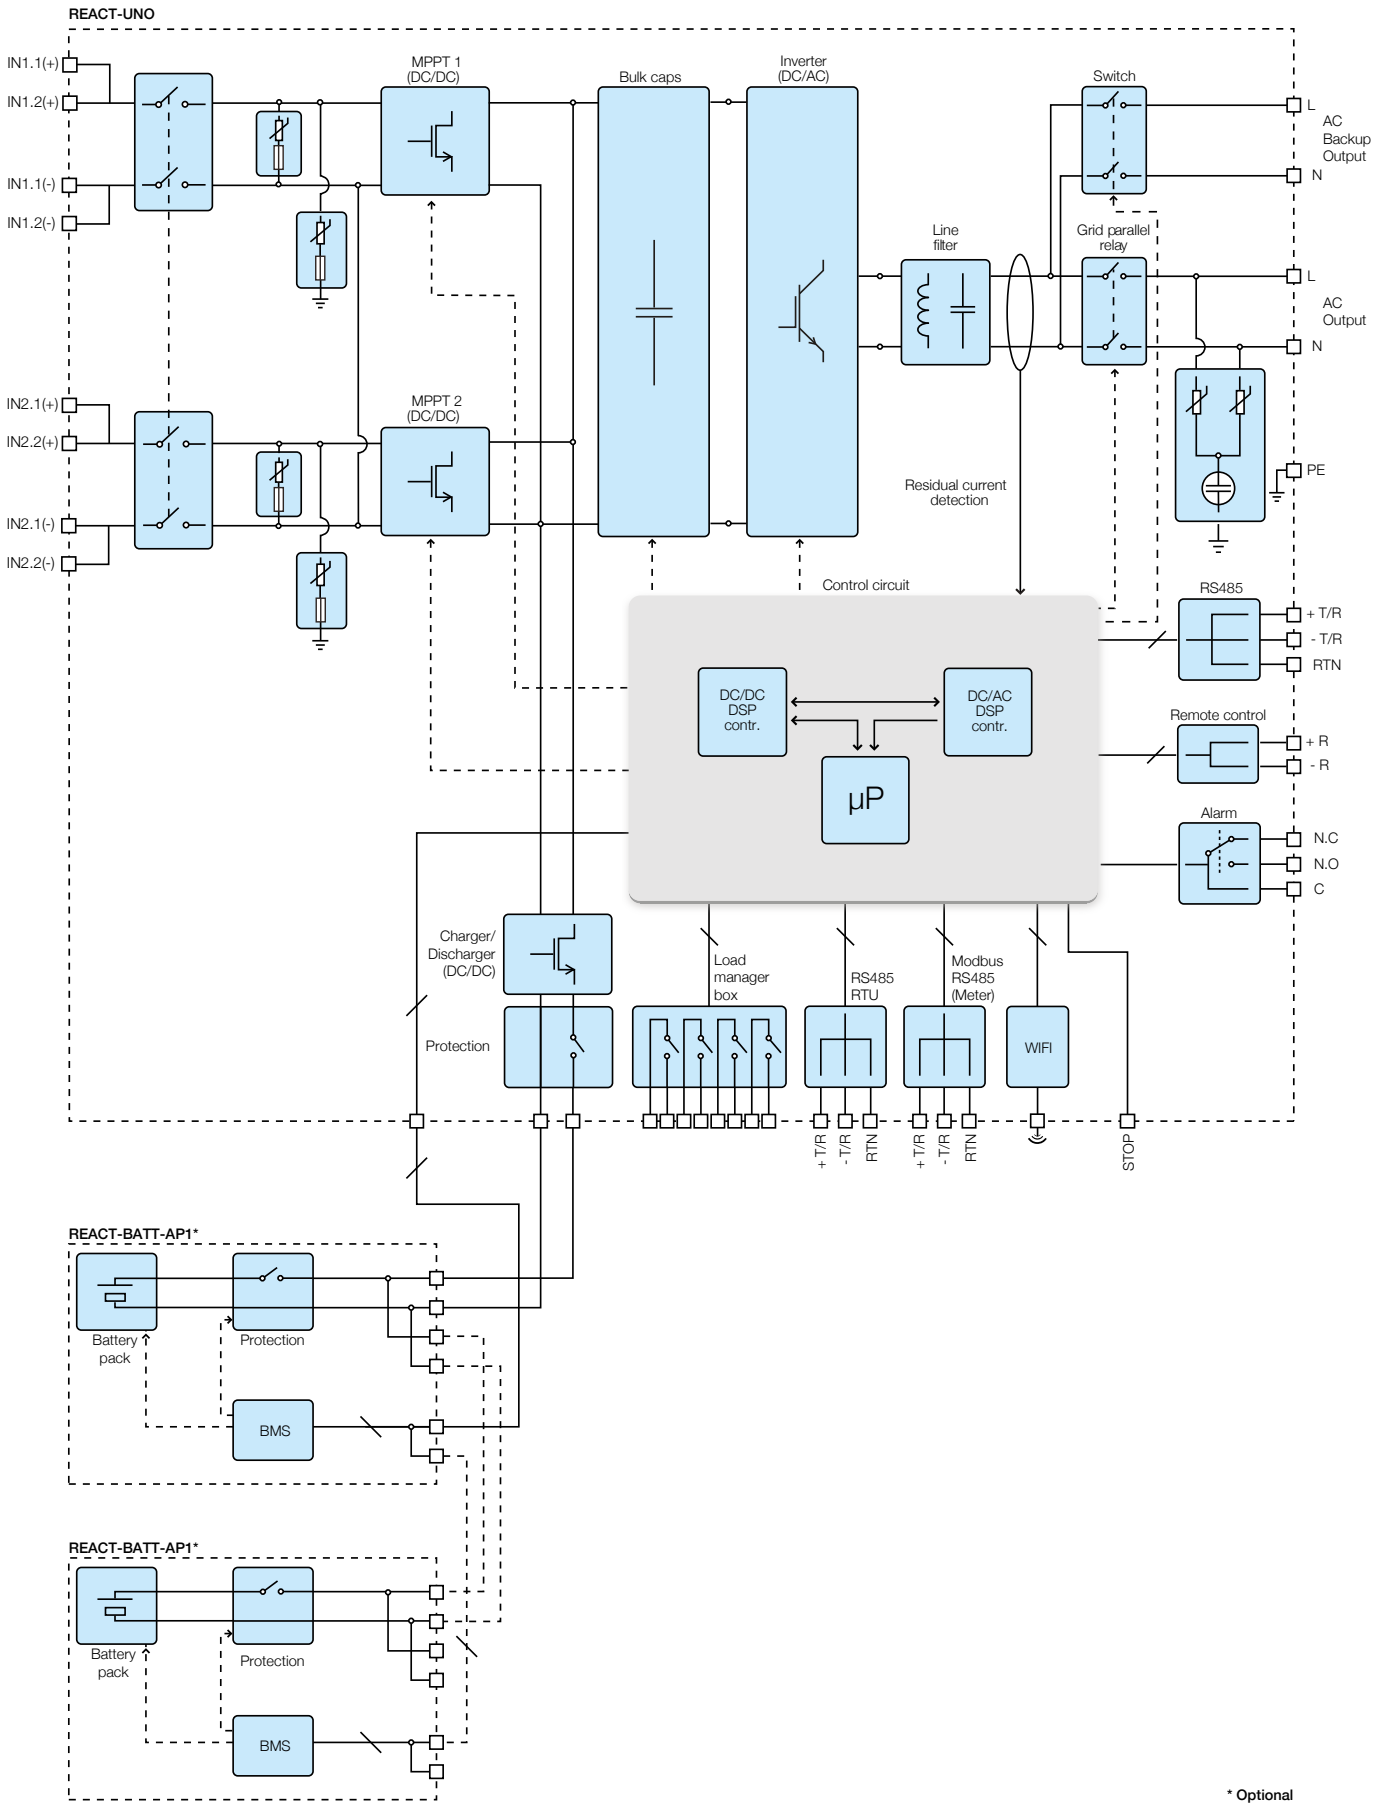 REACT-UNO
IN1.1(+)
IN1.2(+)
IN1.1(-)
IN1.2(-)
MPPT 1
(DC/DC)
Bulk caps
Inverter
(DC/AC)
Switch
L
AC
Backup
Output
N
Line
filter
Grid parallel
relay
L
AC
Output
N
IN2.1(+)
IN2.2(+)
IN2.1(-)
IN2.2(-)
MPPT 2
(DC/DC)
Residual current
detection
PE
Control circuit
RS485
+ T/R
- T/R
RTN
DC/DC
DSP
contr.
DC/AC
DSP
contr.
µP
Remote control
+ R
- R
Alarm
N.C
N.O
C
Charger/
Discharger
(DC/DC)
Protection
Load
manager
box
RS485
RTU
Modbus
RS485
(Meter)
WIFI
+ T/R
- T/R
RTN
+ T/R
- T/R
RTN
STOP
REACT-BATT-AP1*
Battery
pack
Protection
BMS
REACT-BATT-AP1*
Battery
pack
Protection
BMS
* Optional